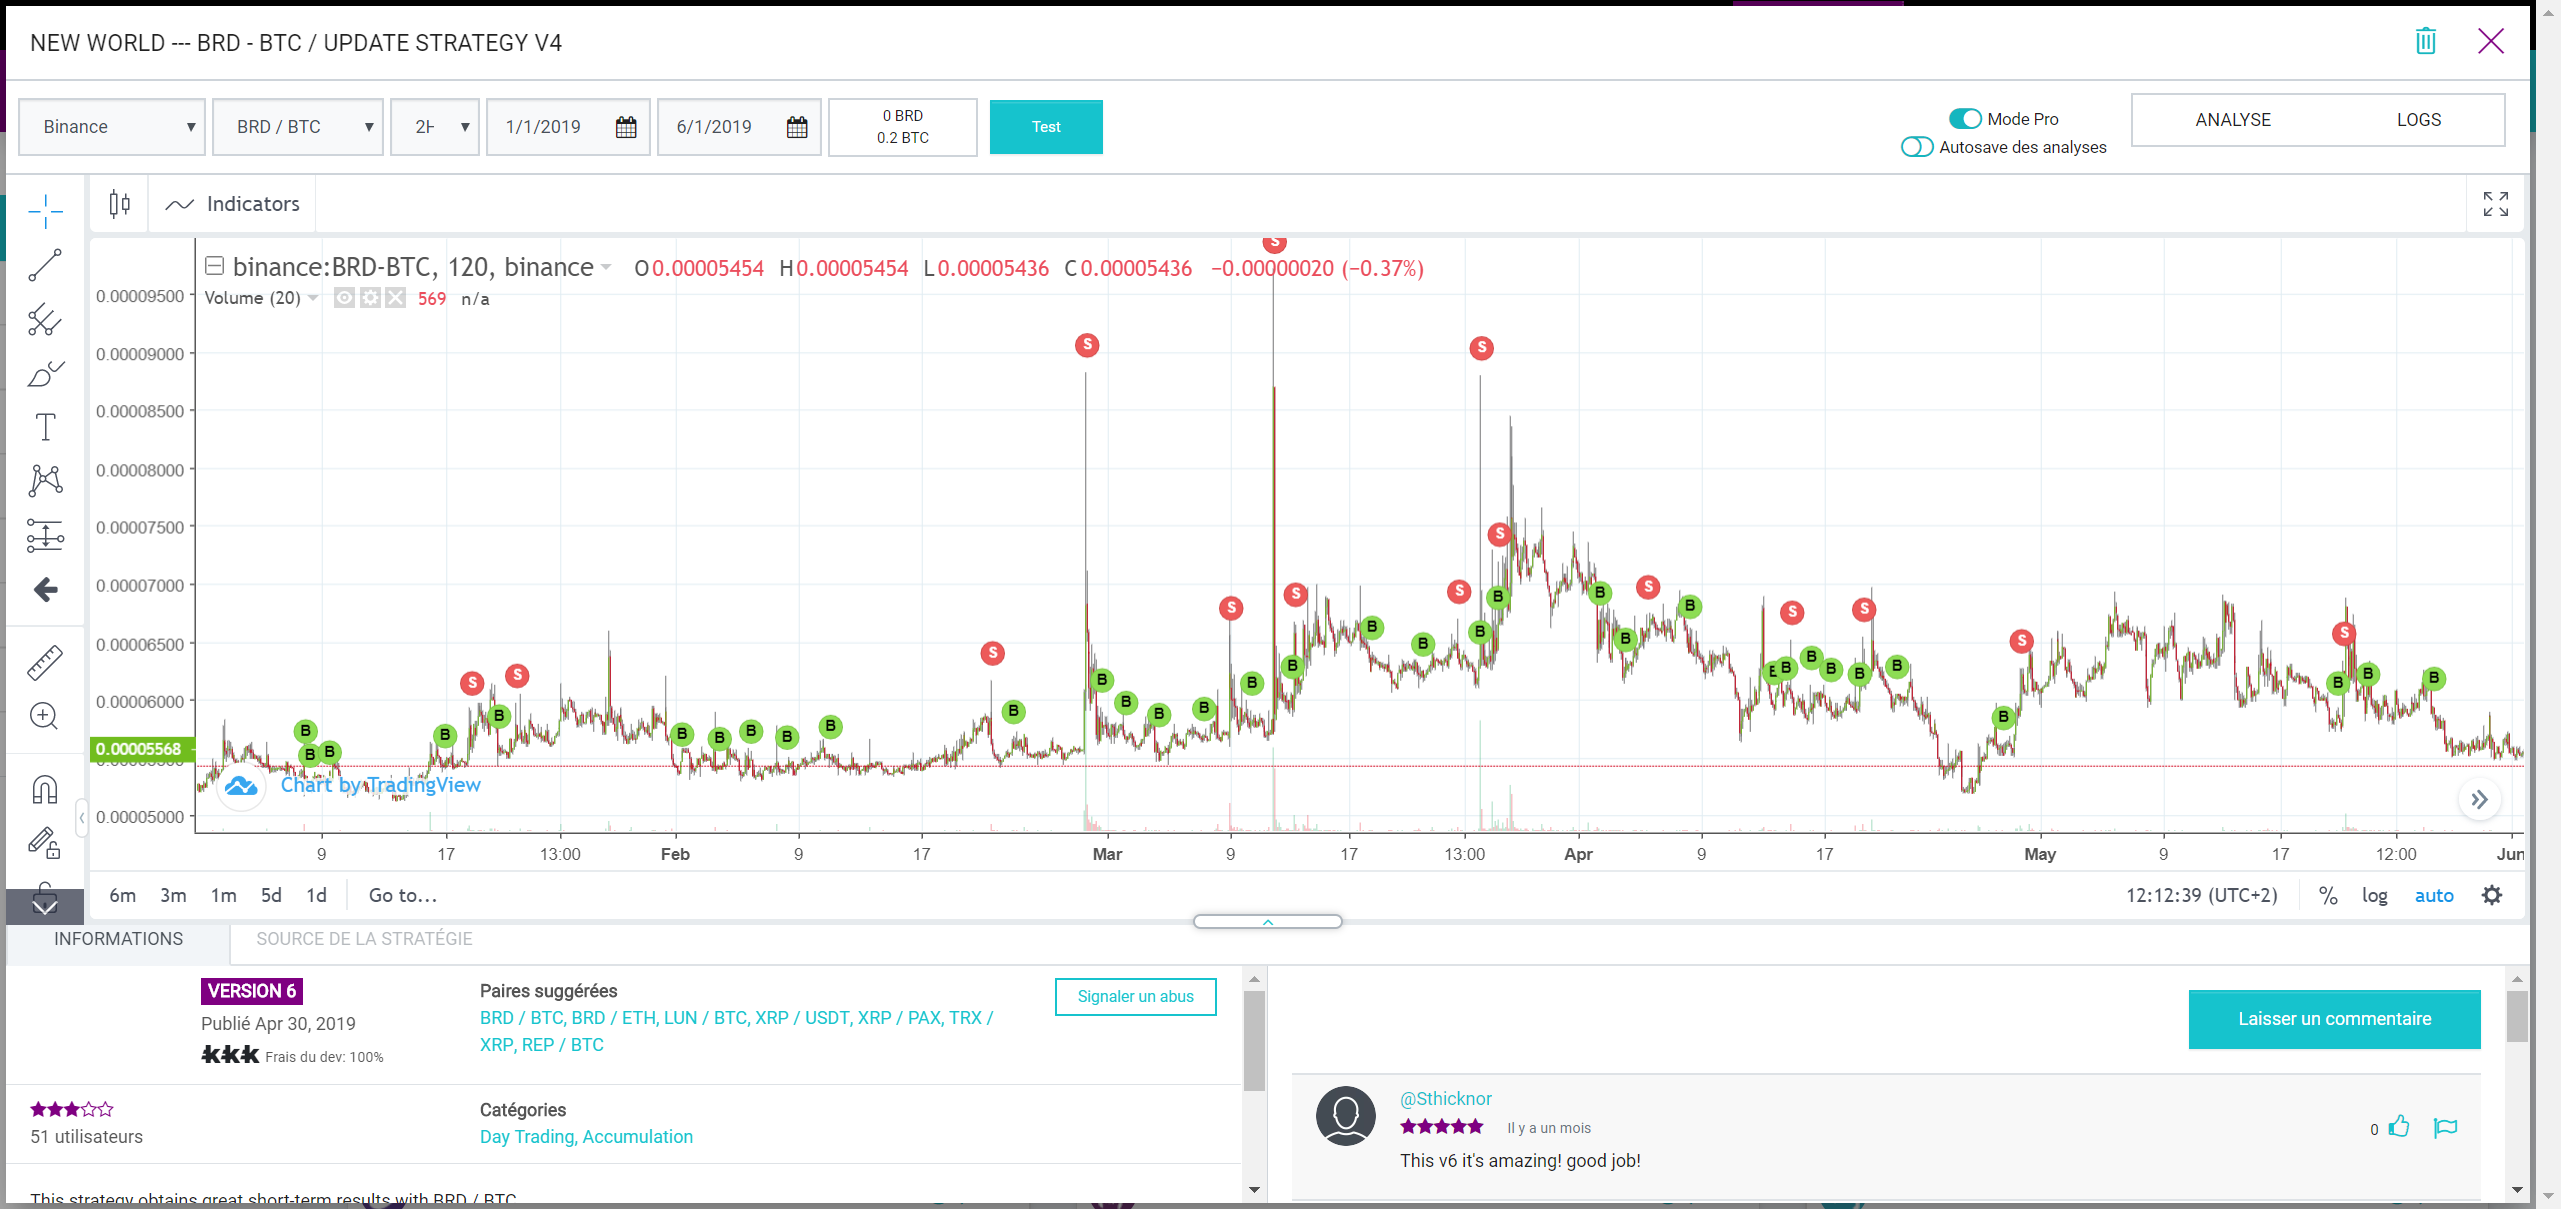 NEW WORLD --- BRD - BTC / UPDATE STRATEGY V4
Binance
BRD / BTC
1/1/2019
6/1/2019
0 BRD
0.2 BTC
Test
Mode Pro
Autosave des analyses
ANALYSE
LOGS
Indicators
binance:BRD-BTC, 120, binance
O0.00005454 H0.00005454 L0.00005436 C0.00005436 −0.00000020 (−0.37%)
Volume (20)
569 n/a
0.00009500
0.00009000
0.00008500
0.00008000
0.00007500
0.00007000
0.00006500
0.00006000
0.00005568
0.00005000
Chart by TradingView
9 17 13:00 Feb 9 17 Mar 9 17 13:00 Apr 9 17 May 9 17 12:00 Jun
6m 3m 1m 5d 1d Go to...
12:12:39 (UTC+2) % log auto
INFORMATIONS
SOURCE DE LA STRATÉGIE
VERSION 6
Publié Apr 30, 2019
Frais du dev: 100%
Paires suggérées
BRD / BTC, BRD / ETH, LUN / BTC, XRP / USDT, XRP / PAX, TRX /
XRP, REP / BTC
Signaler un abus
51 utilisateurs
Catégories
Day Trading, Accumulation
This strategy obtains great short-term results with BRD / BTC
Laisser un commentaire
@Sthicknor
Il y a un mois
0
This v6 it's amazing! good job!